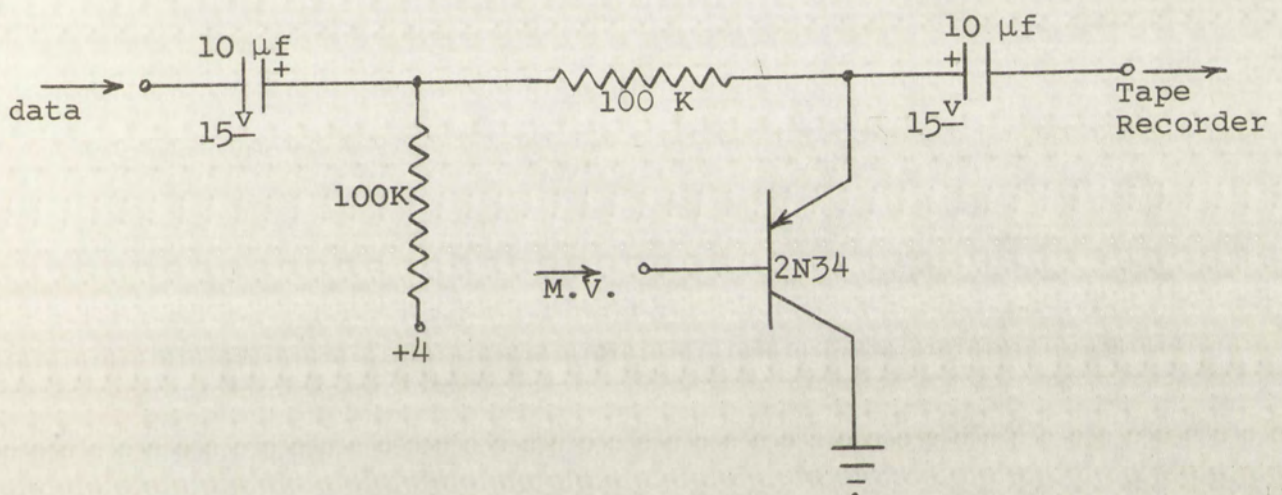 10 µf
+
data
15v
100 K
100K
+4
M.V.
2N34
10 µf
+
15v
Tape
Recorder